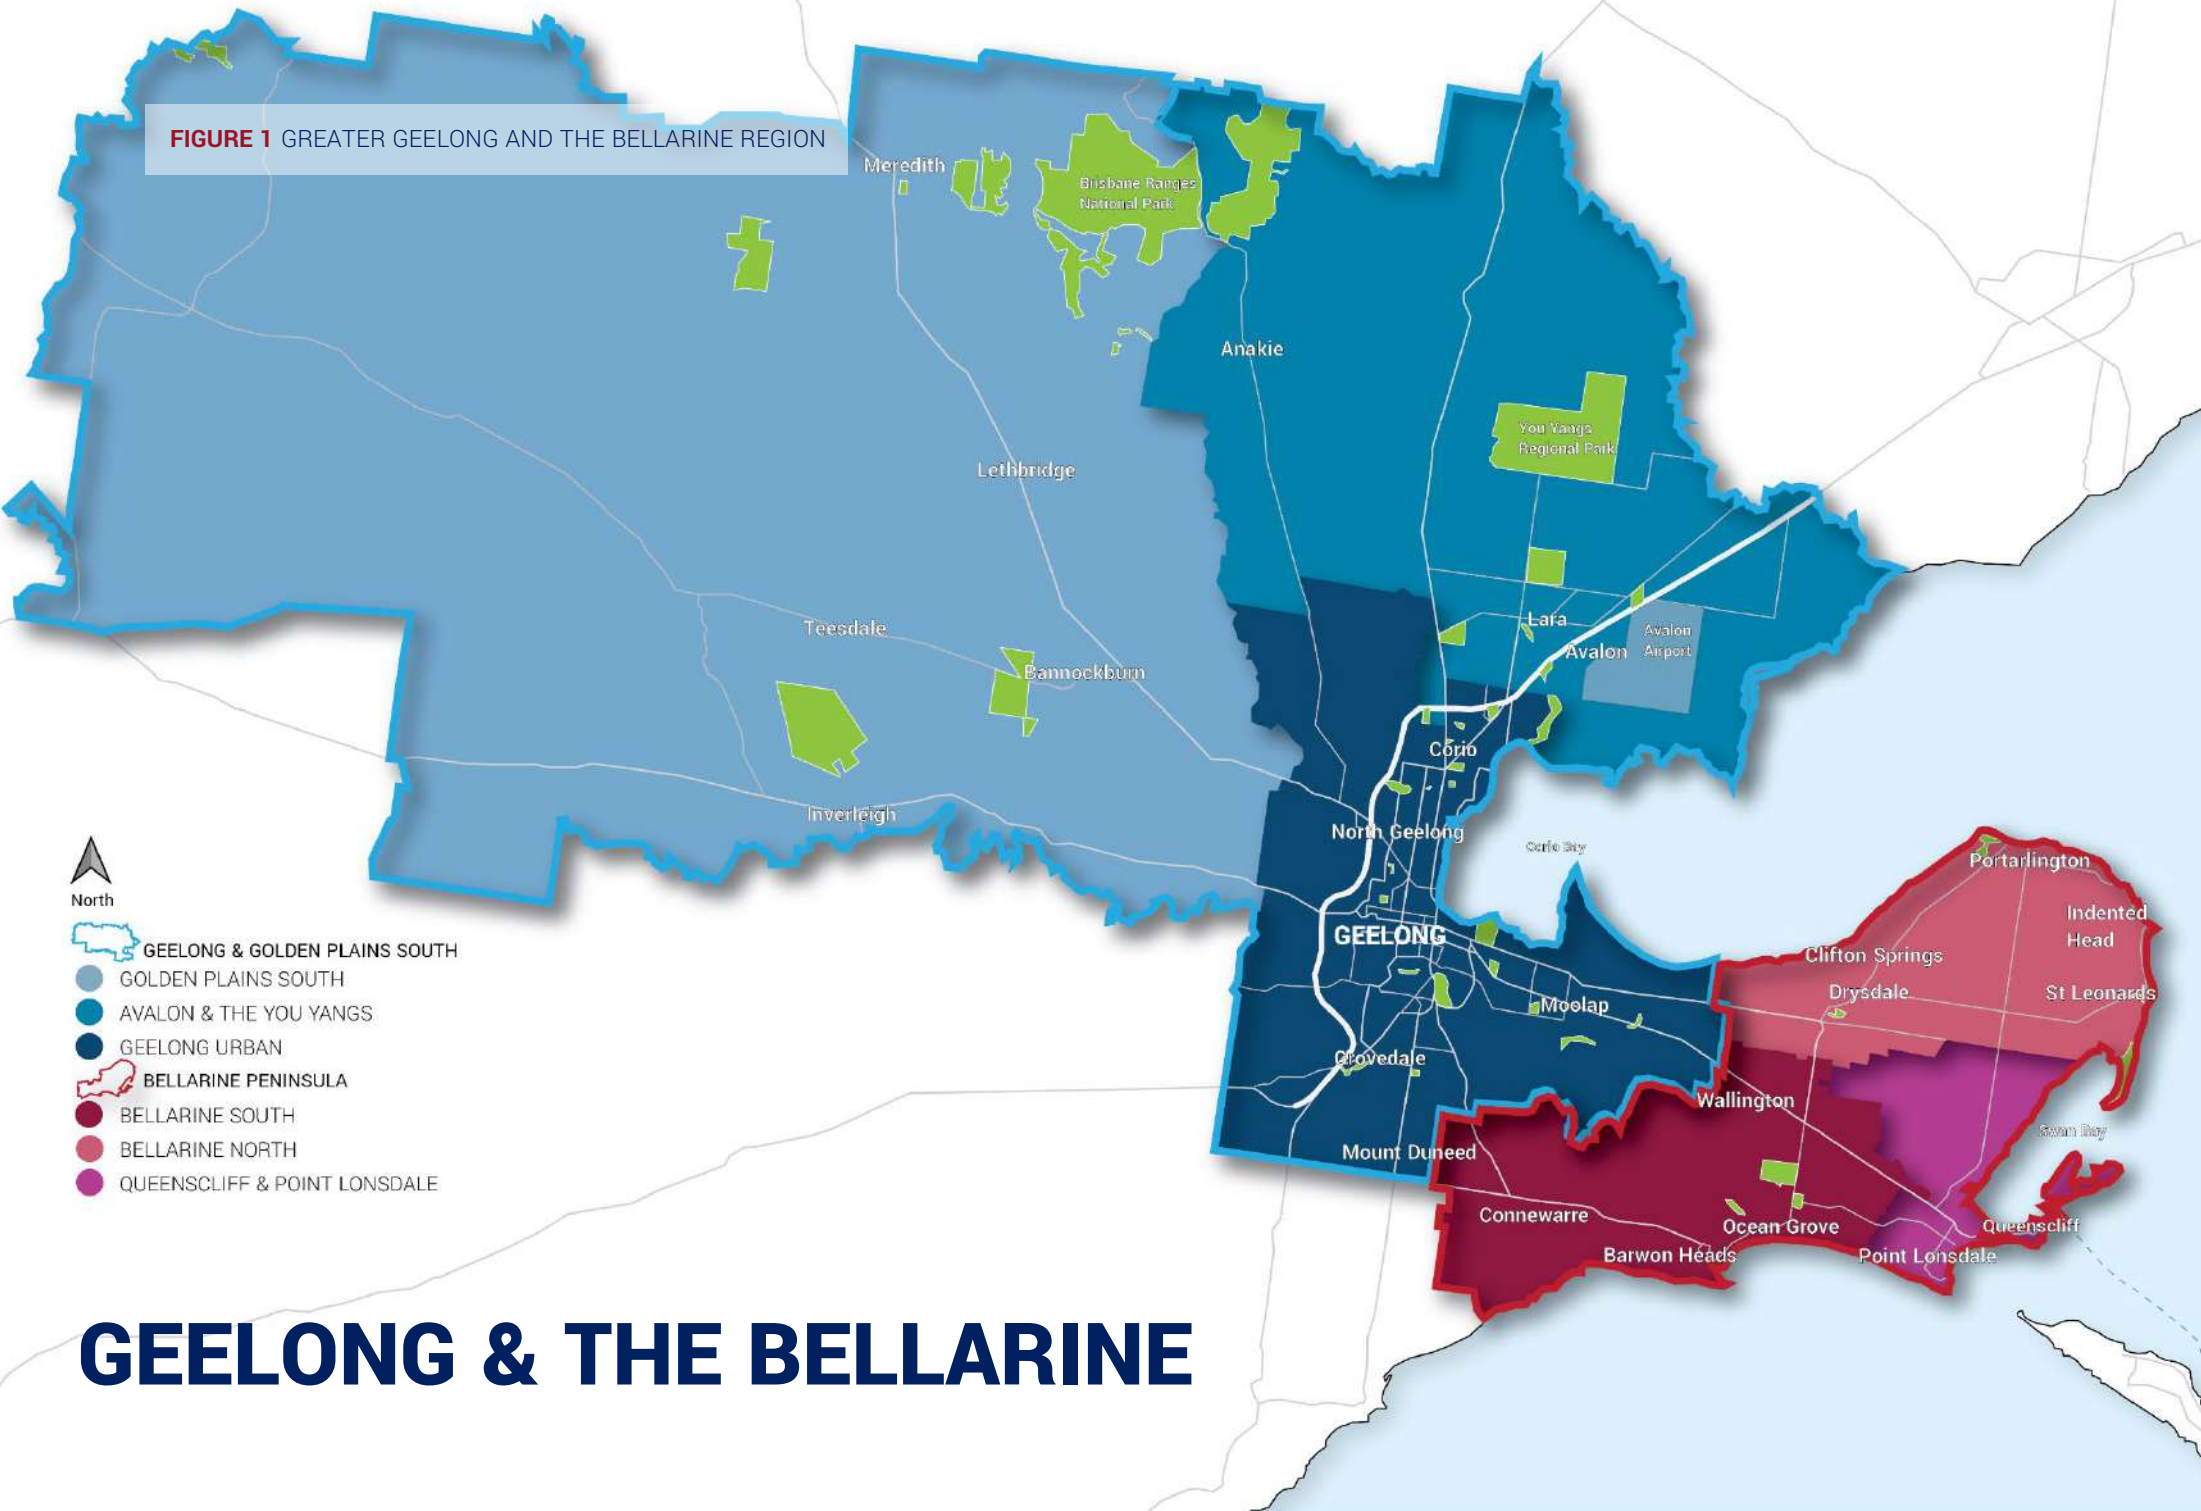 FIGURE 1 GREATER GEELONG AND THE BELLARINE REGION
Meredith
Brisbane Ranges
National Park
Anakie
You Yangs
Regional Park
Lethbridge
Teesdale
Bannockburn
Lara
Avalon
Avalon
Airport
Corio
Inverleigh
North Geelong
Corio Bay
Portarlington
Indented
Head
GEELONG
Clifton Springs
Drysdale
St Leonards
Moolap
Grovedale
Wallington
Swan Bay
Mount Duneed
Connewarre
Ocean Grove
Queenscliff
Barwon Heads
Point Lonsdale
North
GEELONG & GOLDEN PLAINS SOUTH
GOLDEN PLAINS SOUTH
AVALON & THE YOU YANGS
GEELONG URBAN
BELLARINE PENINSULA
BELLARINE SOUTH
BELLARINE NORTH
QUEENSCLIFF & POINT LONSDALE
GEELONG & THE BELLARINE